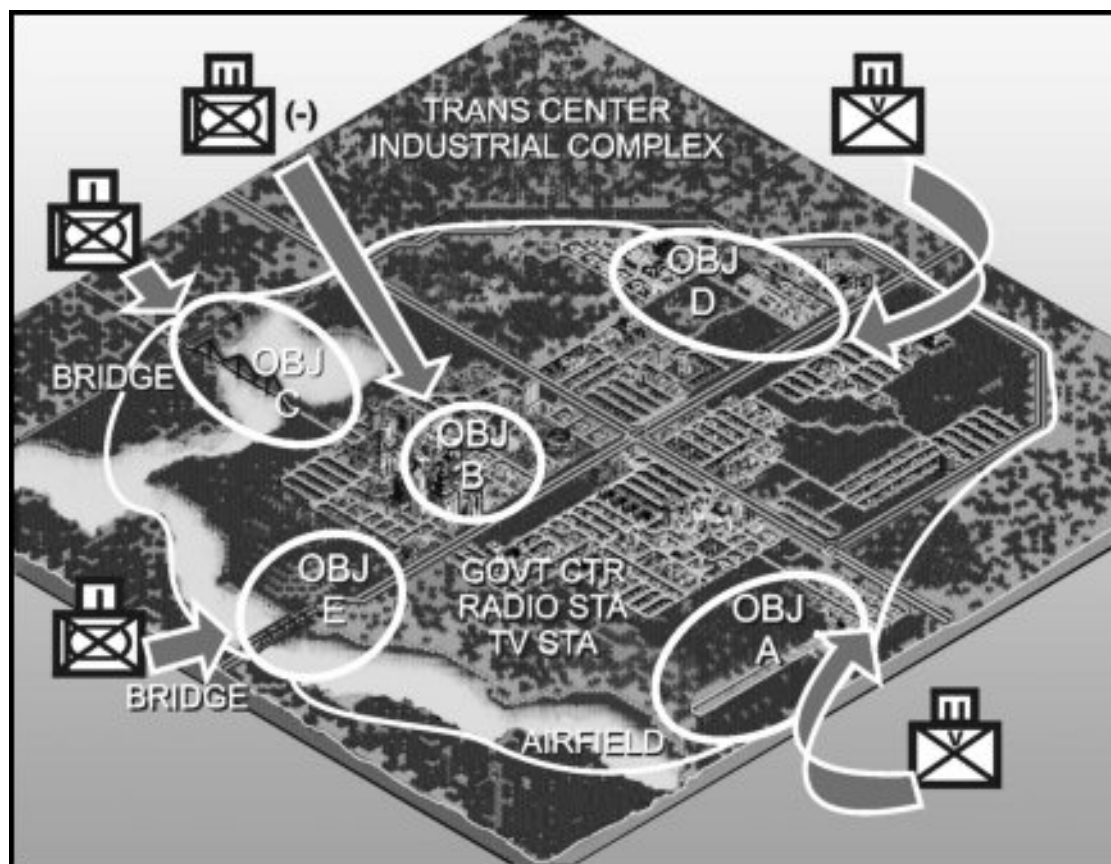 (-)
TRANS CENTER
INDUSTRIAL COMPLEX
OBJ
D
BRIDGE
OBJ
C
OBJ
B
OBJ
E
GOVT CTR
RADIO STA
TV STA
OBJ
A
BRIDGE
AIRFIELD